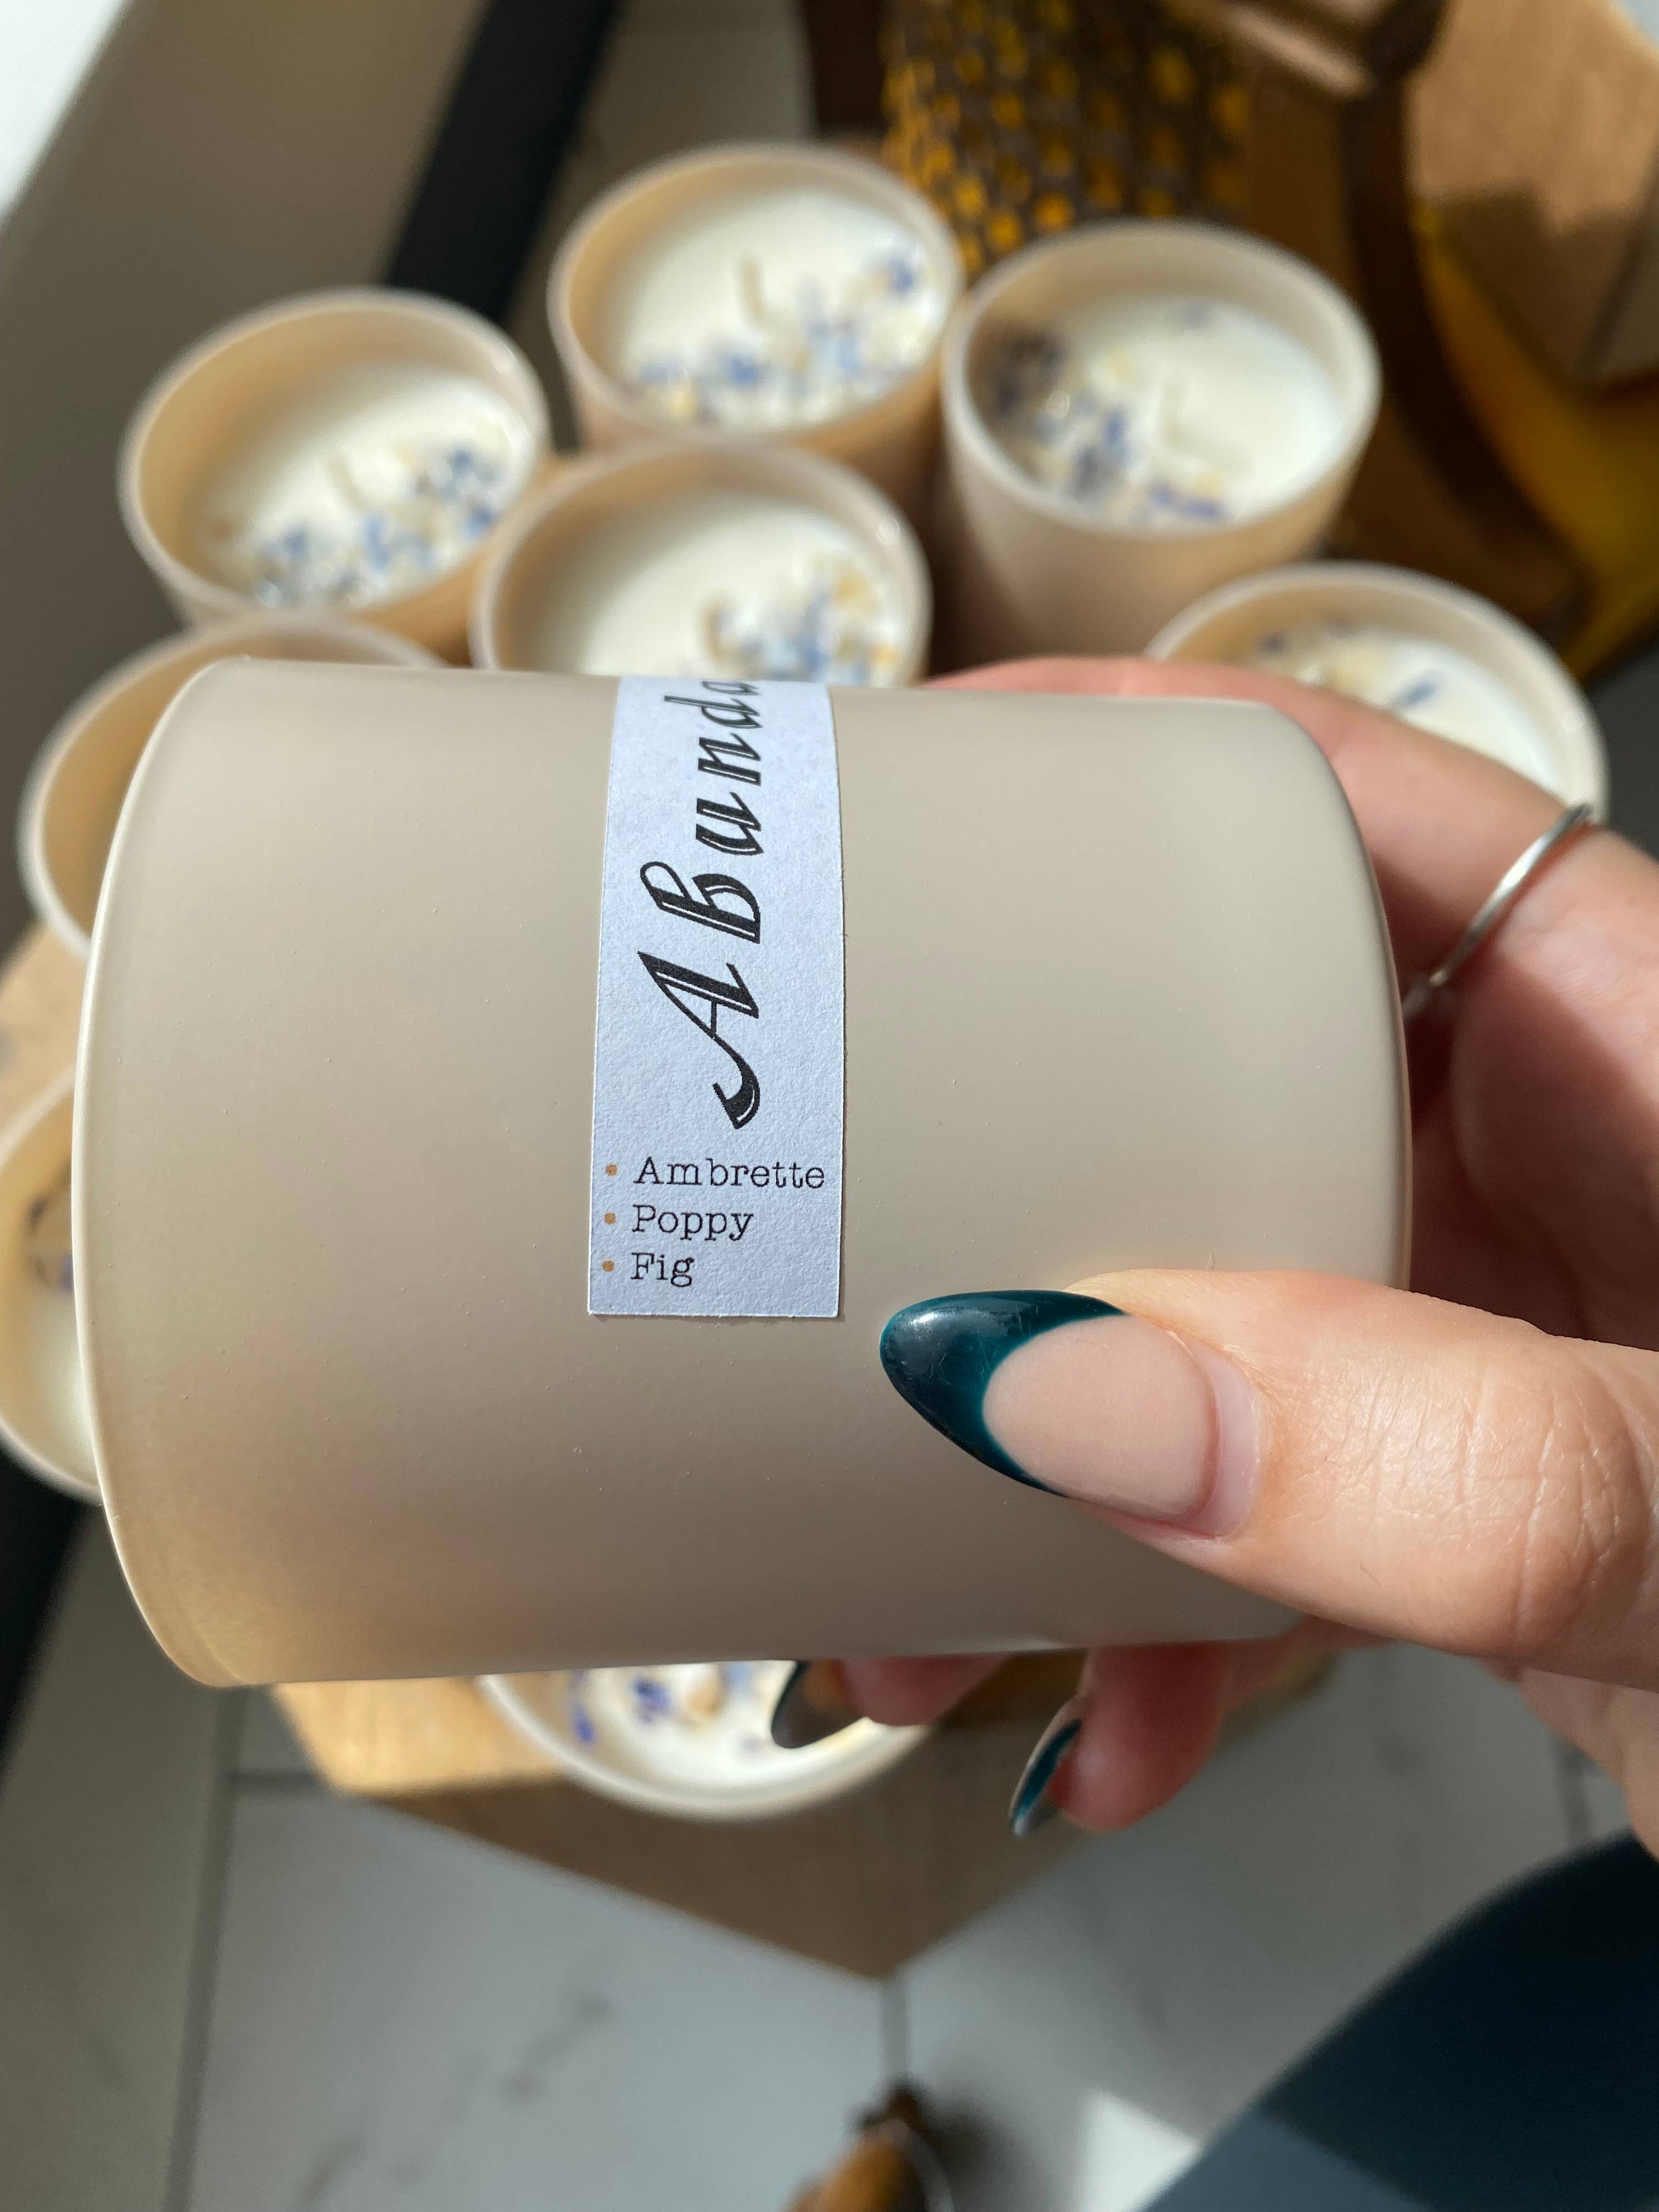 ABunda
• Ambrette
• Poppy
• Fig